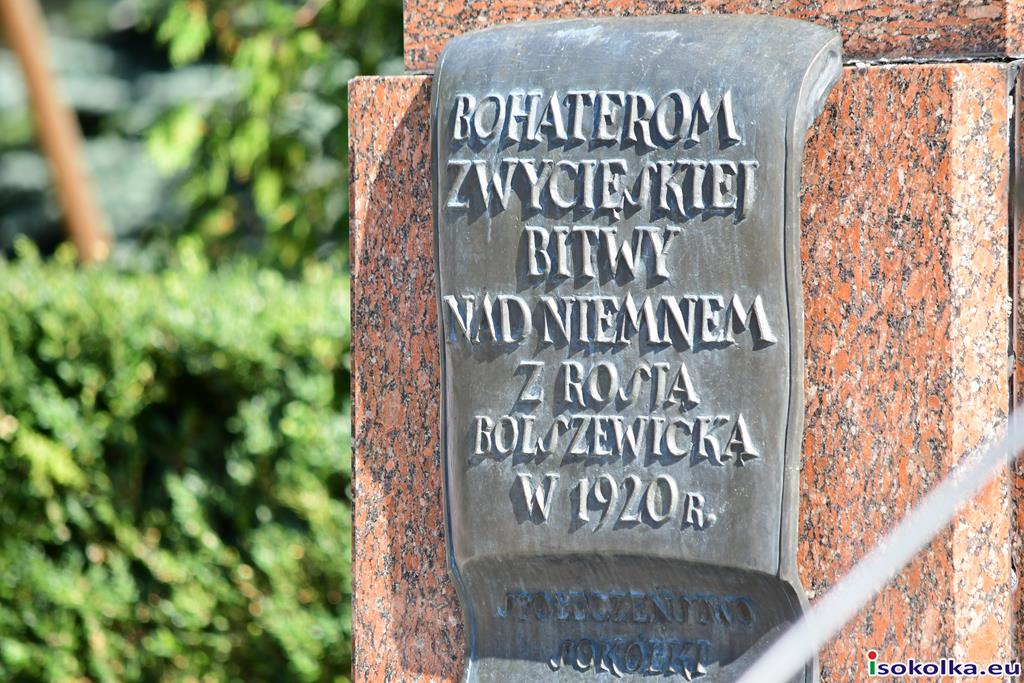 BOHATEROM
ZWYCIĘSKIEJ
BITWY
NAD NIEMNEM
Z ROSJĄ
BOLSZEWICKĄ
W 1920 R.
SPOŁECZEŃSTWO
SOKÓŁKI
isokolka.eu